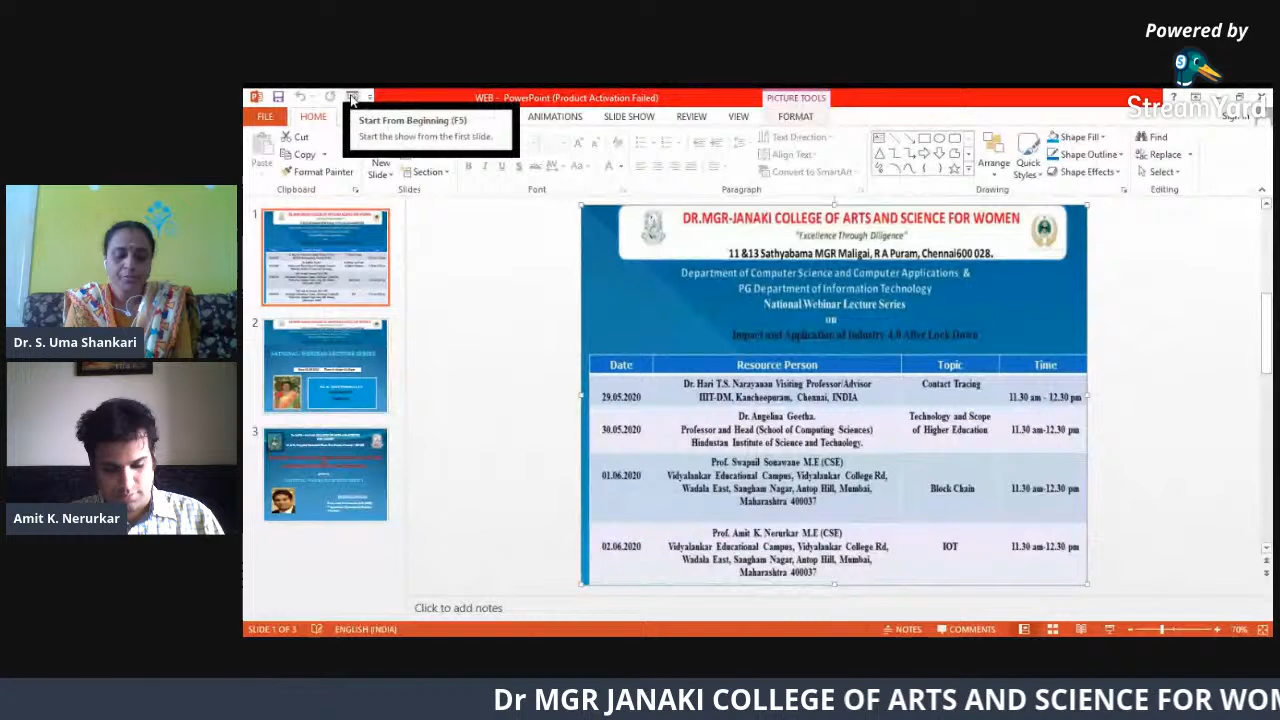 Powered by
StreamYard
WEB - PowerPoint (Product Activation Failed)
PICTURE TOOLS
FILE
HOME
ANIMATIONS
SLIDE SHOW
REVIEW
VIEW
FORMAT
Start From Beginning (F5)
Start the show from the first slide.
Paste
Cut
Copy
Format Painter
Clipboard
New
Slide
Section
Slides
B I U S abc AV Aa A
Font
Text Direction
Align Text
Convert to SmartArt
Paragraph
Arrange
Quick
Styles
Shape Fill
Shape Outline
Shape Effects
Drawing
Find
Replace
Select
Editing
1
2
3
DR.MGR-JANAKI COLLEGE OF ARTS AND SCIENCE FOR WOMEN
"Excellence Through Diligence"
11 &13 Sathyabama MGR Maligai, R A Puram, Chennai600 028.
Department of Computer Science and Computer Applications &
PG Department of Information Technology
National Webinar Lecture Series
on
Impact and Application of Industry 4.0 After Lock Down
Date Resource Person Topic Time
29.05.2020 Dr. Hari T.S. Narayanan Visiting Professor/Advisor
IIIT-DM, Kancheepuram, Chennai, INDIA Contact Tracing 11.30 am - 12.30 pm
30.05.2020 Dr. Angelina Geetha.
Professor and Head (School of Computing Sciences)
Hindustan Institute of Science and Technology. Technology and Scope
of Higher Education 11.30 am-12.30 pm
01.06.2020 Prof. Swapnil Sonawane M.E (CSE)
Vidyalankar Educational Campus, Vidyalankar College Rd,
Wadala East, Sangham Nagar, Antop Hill, Mumbai,
Maharashtra 400037 Block Chain 11.30 am-12.30 pm
02.06.2020 Prof. Amit K. Nerurkar M.E (CSE)
Vidyalankar Educational Campus, Vidyalankar College Rd,
Wadala East, Sangham Nagar, Antop Hill, Mumbai,
Maharashtra 400037 IOT 11.30 am-12.30 pm
Dr. S. Uma Shankari
Amit K. Nerurkar
Click to add notes
SLIDE 1 OF 3
ENGLISH (INDIA)
NOTES
COMMENTS
70%
Dr MGR JANAKI COLLEGE OF ARTS AND SCIENCE FOR WOM